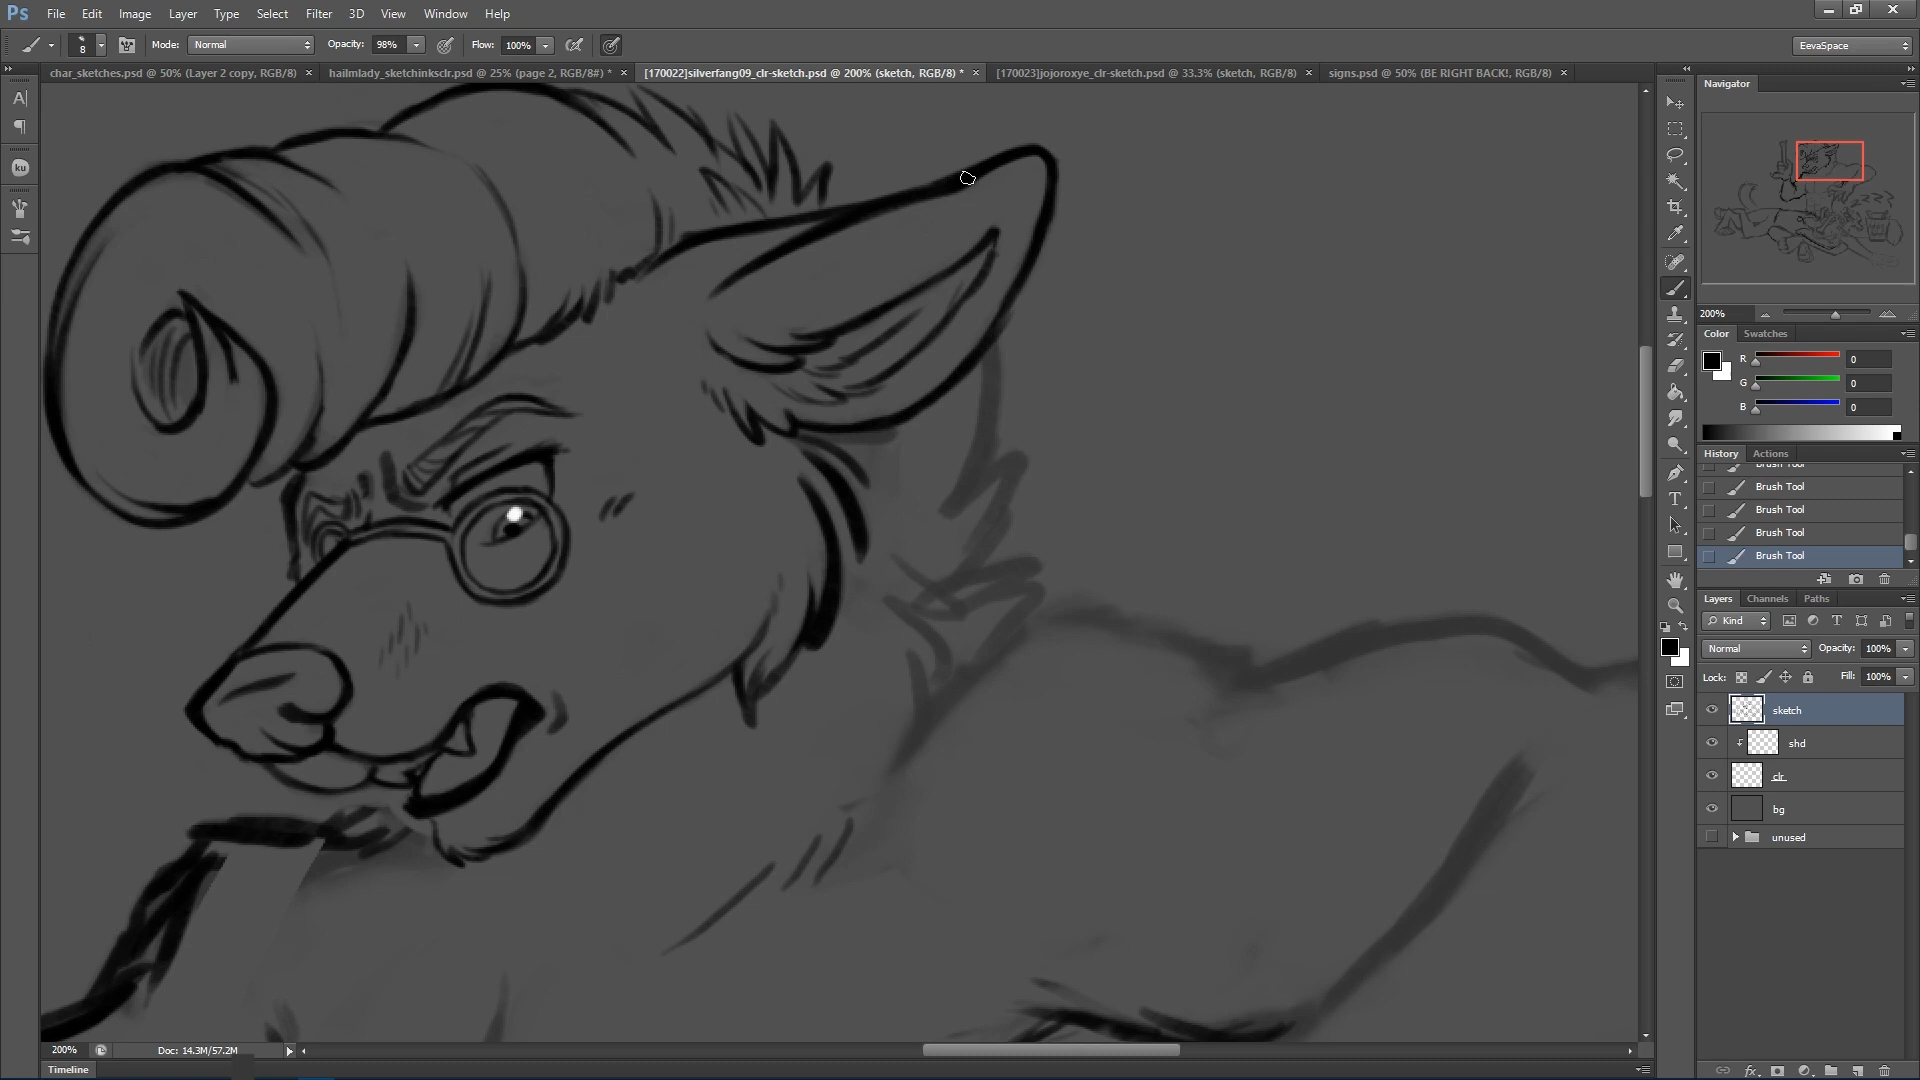 Ps File Edit Image Layer Type Select Filter 3D View Window Help
8 Mode: Normal Opacity: 98% Flow: 100% EevaSpace
char_sketches.psd @ 50% (Layer 2 copy, RGB/8) × hailmlady_sketchinksclr.psd @ 25% (page 2, RGB/8#) * × [170022]silverfang09_clr-sketch.psd @ 200% (sketch, RGB/8) * × [170023]jojoroxye_clr-sketch.psd @ 33.3% (sketch, RGB/8) × signs.psd @ 50% (BE RIGHT BACK!, RGB/8) ×
Navigator
ku
200%
Color Swatches
R 0
G 0
B 0
History Actions
Brush Tool
Brush Tool
Brush Tool
Brush Tool
Brush Tool
Layers Channels Paths
Kind
Normal Opacity: 100%
Lock: Fill: 100%
sketch
shd
clr
bg
unused
200% Doc: 14.3M/57.2M
Timeline
fx